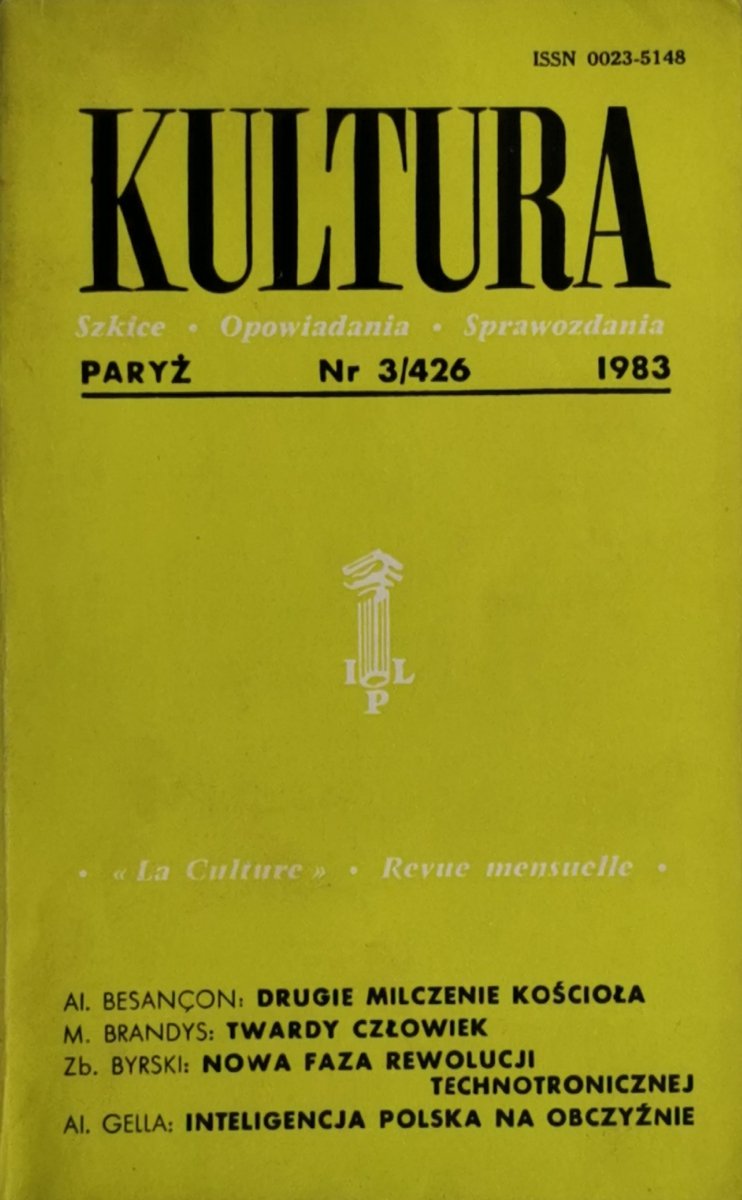 ISSN 0023-5148
KULTURA
Szkice • Opowiadania • Sprawozdania
PARYŻ Nr 3/426 1983
I L
P
• « La Culture » • Revue mensuelle •
Al. BESANÇON: DRUGIE MILCZENIE KOŚCIOŁA
M. BRANDYS: TWARDY CZŁOWIEK
Zb. BYRSKI: NOWA FAZA REWOLUCJI
TECHNOTRONICZNEJ
Al. GELLA: INTELIGENCJA POLSKA NA OBCZYŹNIE